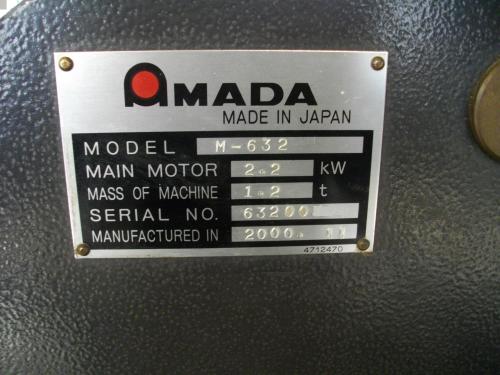 AMADA
MADE IN JAPAN
MODEL M-632
MAIN MOTOR 2.2 kW
MASS OF MACHINE 1.2 t
SERIAL NO. 63200
MANUFACTURED IN 2000. 11
4712470